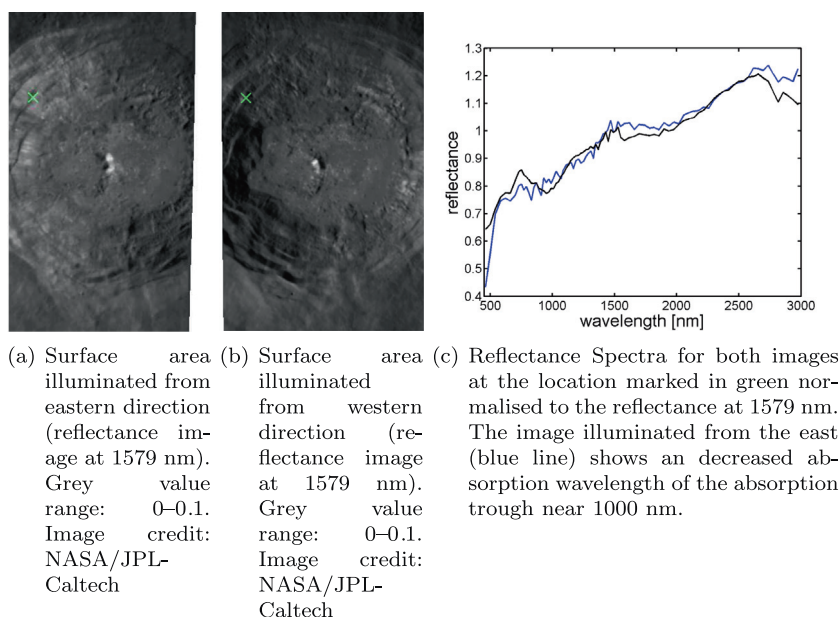 1.3
1.2
1.1
1
0.9
0.8
0.7
0.6
0.5
0.4
reflectance
500
1000
1500
2000
2500
3000
wavelength [nm]
(a) Surface area
illuminated from
eastern direction
(reflectance im-
age at 1579 nm).
Grey value
range: 0–0.1.
Image credit:
NASA/JPL-
Caltech
(b) Surface area
illuminated
from western
direction (re-
flectance image
at 1579 nm).
Grey value
range: 0–0.1.
Image credit:
NASA/JPL-
Caltech
(c) Reflectance Spectra for both images
at the location marked in green nor-
malised to the reflectance at 1579 nm.
The image illuminated from the east
(blue line) shows an decreased ab-
sorption wavelength of the absorption
trough near 1000 nm.